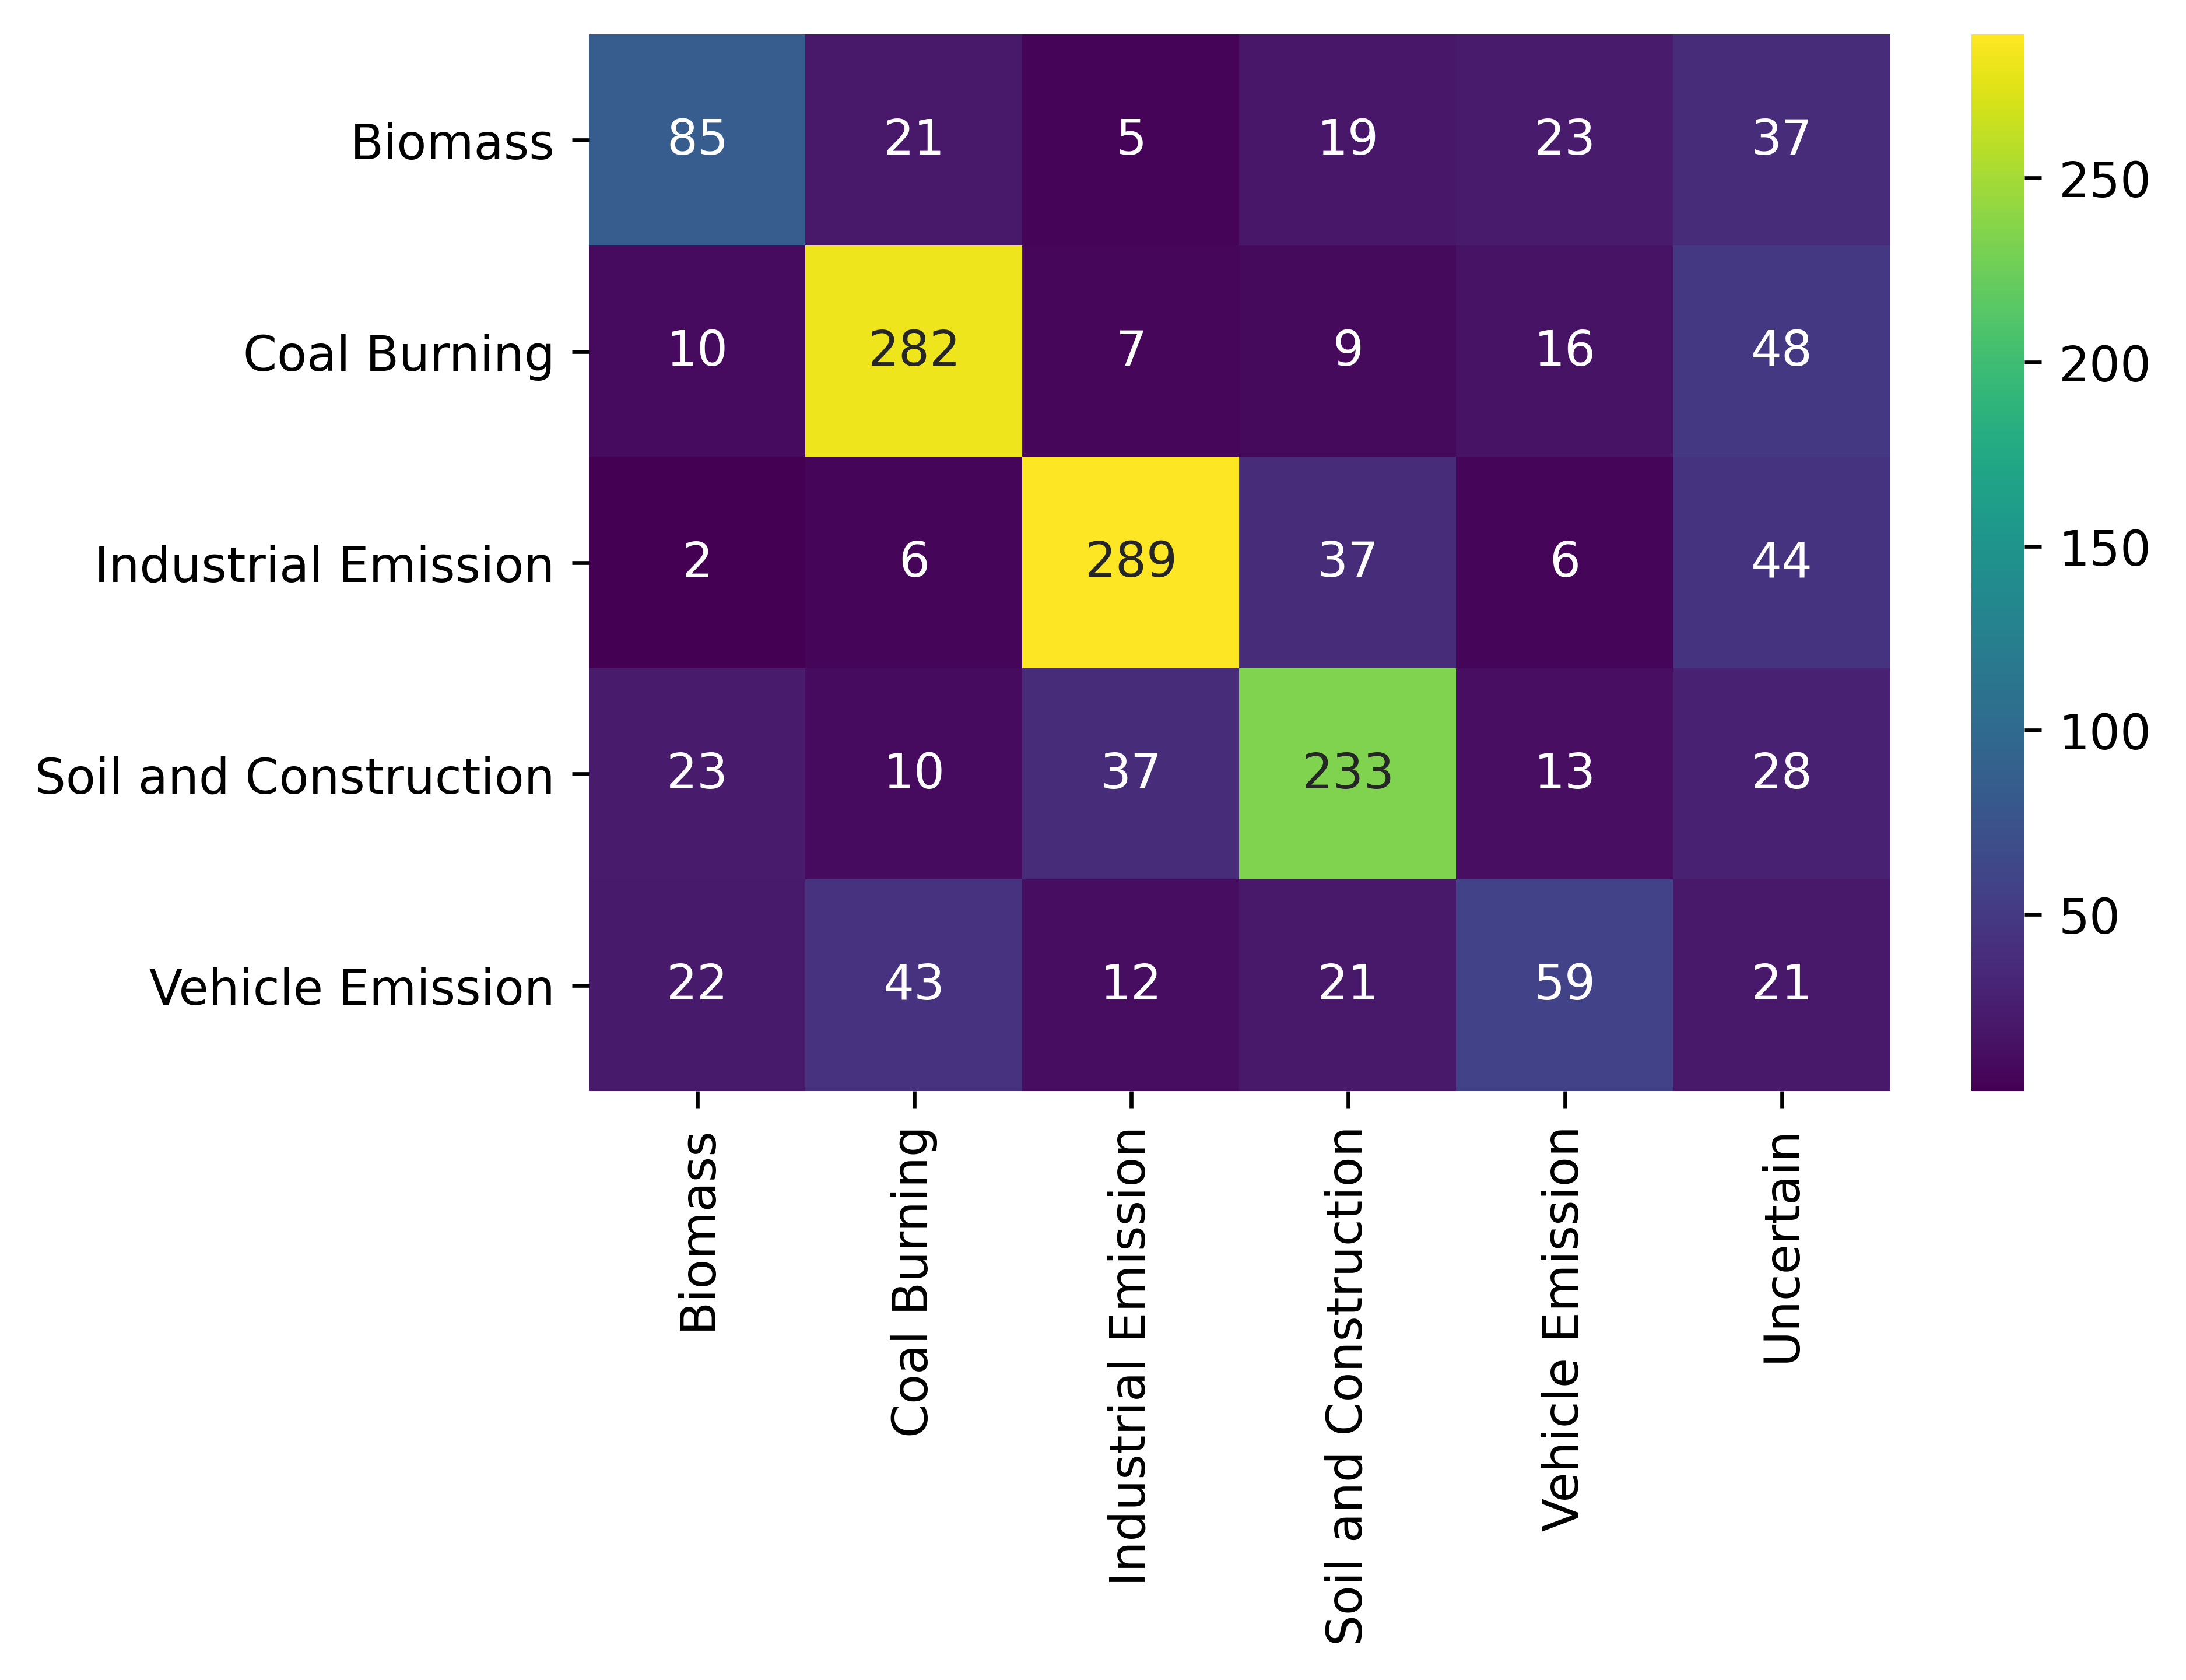 Biomass 85 21 5 19 23 37
Coal Burning 10 282 7 9 16 48
Industrial Emission 2 6 289 37 6 44
Soil and Construction 23 10 37 233 13 28
Vehicle Emission 22 43 12 21 59 21
Biomass
Coal Burning
Industrial Emission
Soil and Construction
Vehicle Emission
Uncertain
250
200
150
100
50